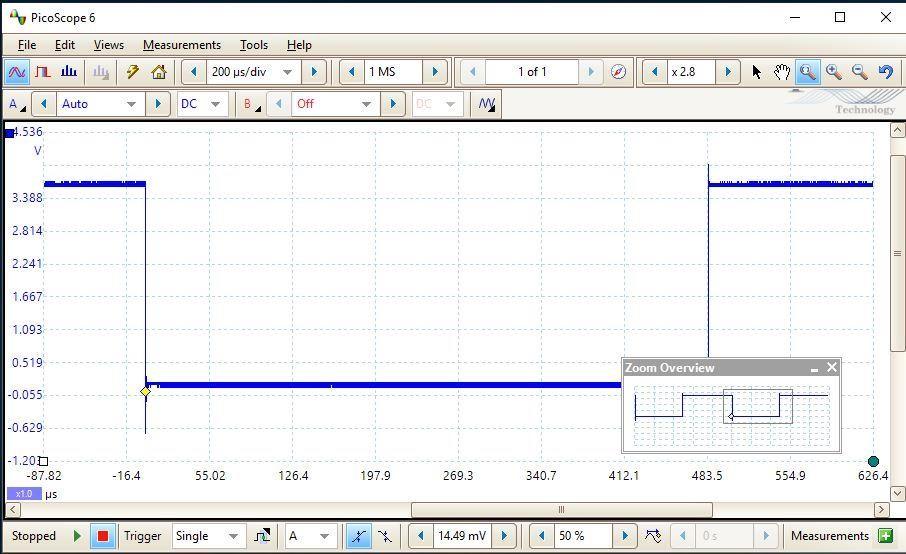 PicoScope 6
File Edit Views Measurements Tools Help
200 µs/div 1 MS 1 of 1 x 2.8
A Auto DC B Off DC
Technology
4.536
V
3.388
2.814
2.241
1.667
1.093
0.519
Zoom Overview
-0.055
-0.629
-1.203
-87.82 -16.4 55.02 126.4 197.9 269.3 340.7 412.1 483.5 554.9 626.4
x1.0 µs
Stopped Trigger Single A 14.49 mV 50 % 0 s Measurements